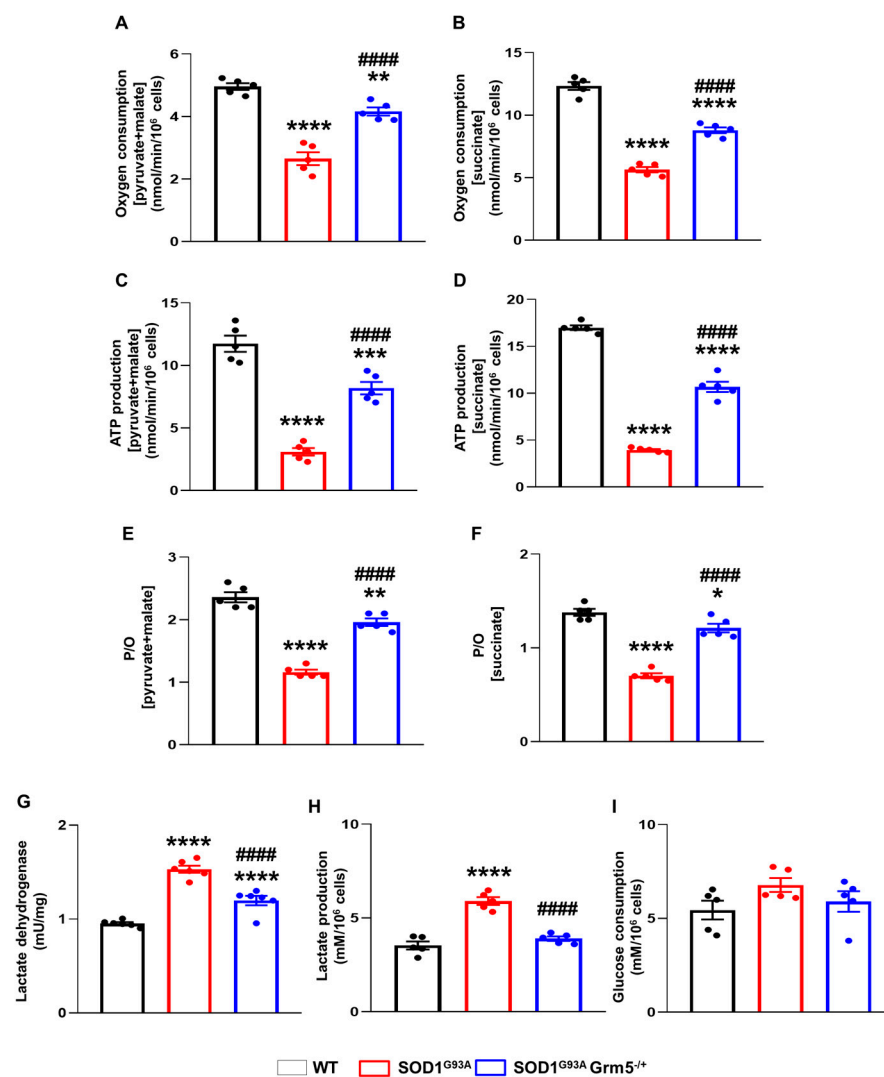 A
Oxygen consumption
[pyruvate+malate]
(nmol/min/10⁶ cells)
6
4
2
0
****
####
**
B
Oxygen consumption
[succinate]
(nmol/min/10⁶ cells)
15
10
5
0
****
####
****
C
ATP production
[pyruvate+malate]
(nmol/min/10⁶ cells)
15
10
5
0
****
####
***
D
ATP production
[succinate]
(nmol/min/10⁶ cells)
20
15
10
5
0
****
####
****
E
P/O
[pyruvate+malate]
3
2
1
0
****
####
**
F
P/O
[succinate]
2
1
0
****
####
*
G
Lactate dehydrogenase
(mU/mg)
2
1
0
****
####
****
H
Lactate production
(mM/10⁶ cells)
10
5
0
****
####
I
Glucose consumption
(mM/10⁶ cells)
10
5
0
WT SOD1ᴳ⁹³ᴬ SOD1ᴳ⁹³ᴬ Grm5⁻/⁺